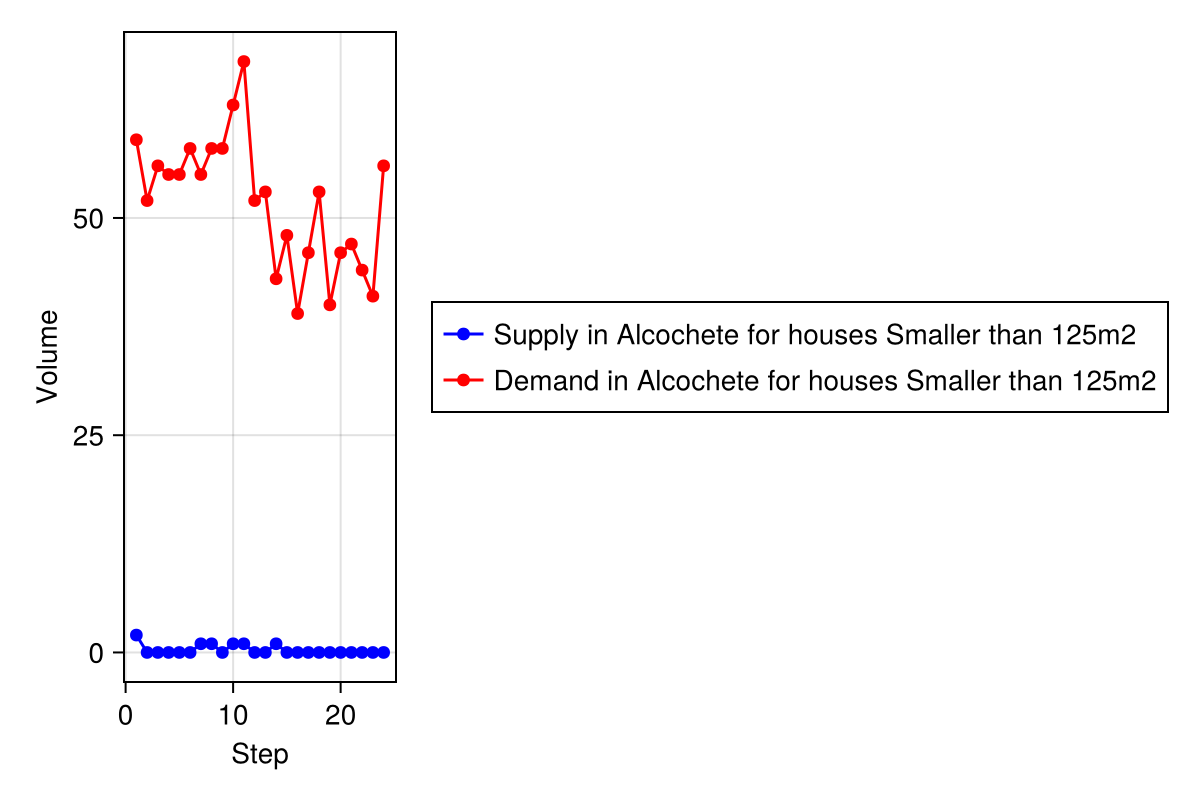 Volume
50
25
0
0
10
20
Step
Supply in Alcochete for houses Smaller than 125m2
Demand in Alcochete for houses Smaller than 125m2